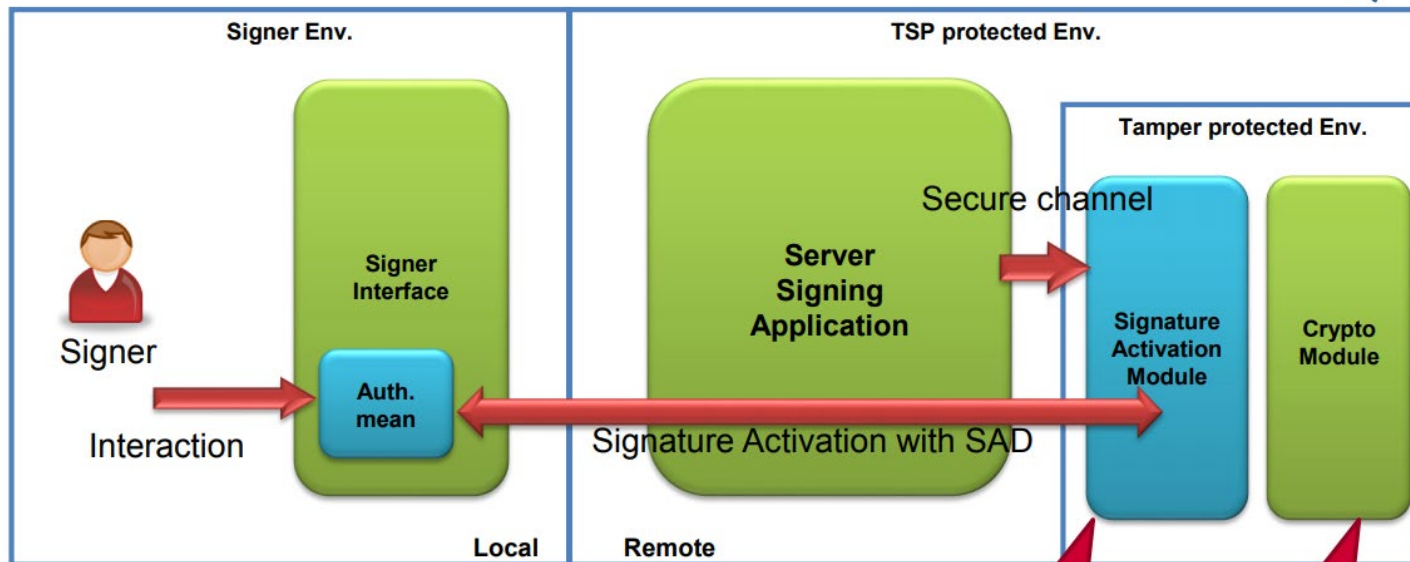 Signer Env.
TSP protected Env.
Tamper protected Env.
Signer
Interface
Auth.
mean
Signer
Interaction
Server
Signing
Application
Secure channel
Signature
Activation
Module
Crypto
Module
Signature Activation with SAD
Local
Remote